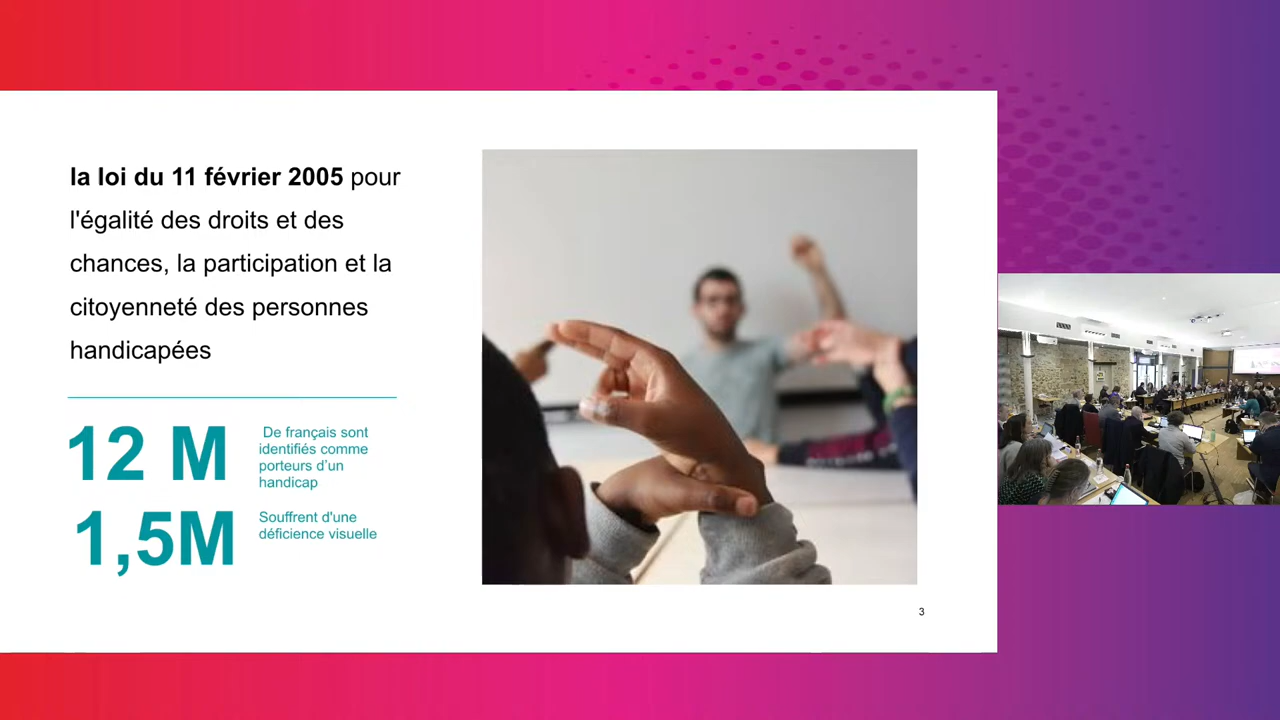 la loi du 11 février 2005 pour
l'égalité des droits et des
chances, la participation et la
citoyenneté des personnes
handicapées
12 M
De français sont
identifiés comme
porteurs d'un
handicap
1,5M
Souffrent d'une
déficience visuelle
3